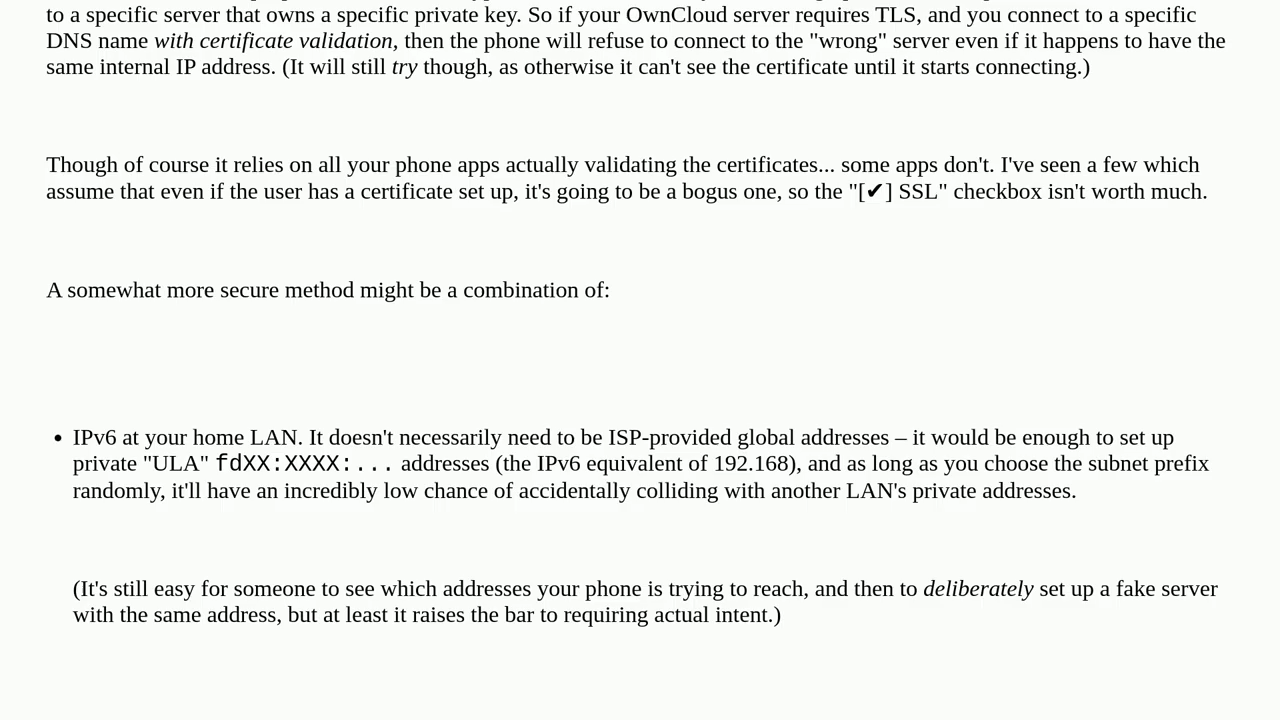 to a specific server that owns a specific private key. So if your OwnCloud server requires TLS, and you connect to a specific
DNS name with certificate validation, then the phone will refuse to connect to the "wrong" server even if it happens to have the
same internal IP address. (It will still try though, as otherwise it can't see the certificate until it starts connecting.)
Though of course it relies on all your phone apps actually validating the certificates... some apps don't. I've seen a few which
assume that even if the user has a certificate set up, it's going to be a bogus one, so the "[✔] SSL" checkbox isn't worth much.
A somewhat more secure method might be a combination of:
• IPv6 at your home LAN. It doesn't necessarily need to be ISP-provided global addresses – it would be enough to set up
private "ULA" fdXX:XXXX:... addresses (the IPv6 equivalent of 192.168), and as long as you choose the subnet prefix
randomly, it'll have an incredibly low chance of accidentally colliding with another LAN's private addresses.
(It's still easy for someone to see which addresses your phone is trying to reach, and then to deliberately set up a fake server
with the same address, but at least it raises the bar to requiring actual intent.)